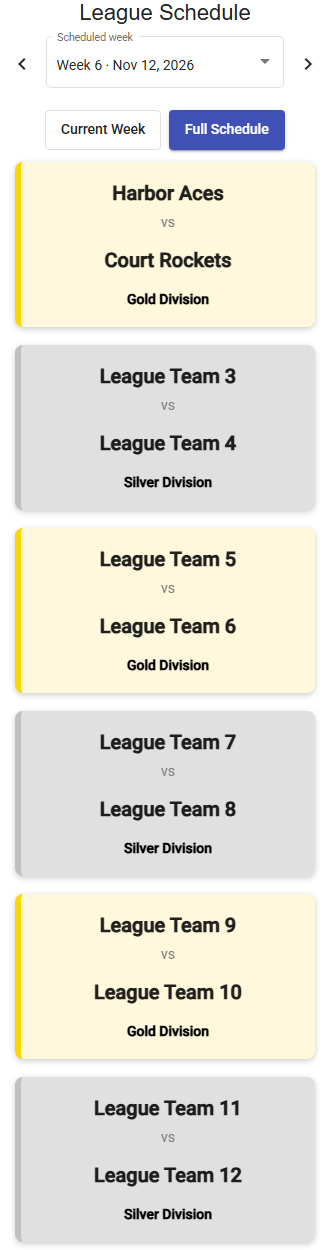 League Schedule
Scheduled week
Week 6 · Nov 12, 2026
Current Week
Full Schedule
Harbor Aces
vs
Court Rockets
Gold Division
League Team 3
vs
League Team 4
Silver Division
League Team 5
vs
League Team 6
Gold Division
League Team 7
vs
League Team 8
Silver Division
League Team 9
vs
League Team 10
Gold Division
League Team 11
vs
League Team 12
Silver Division